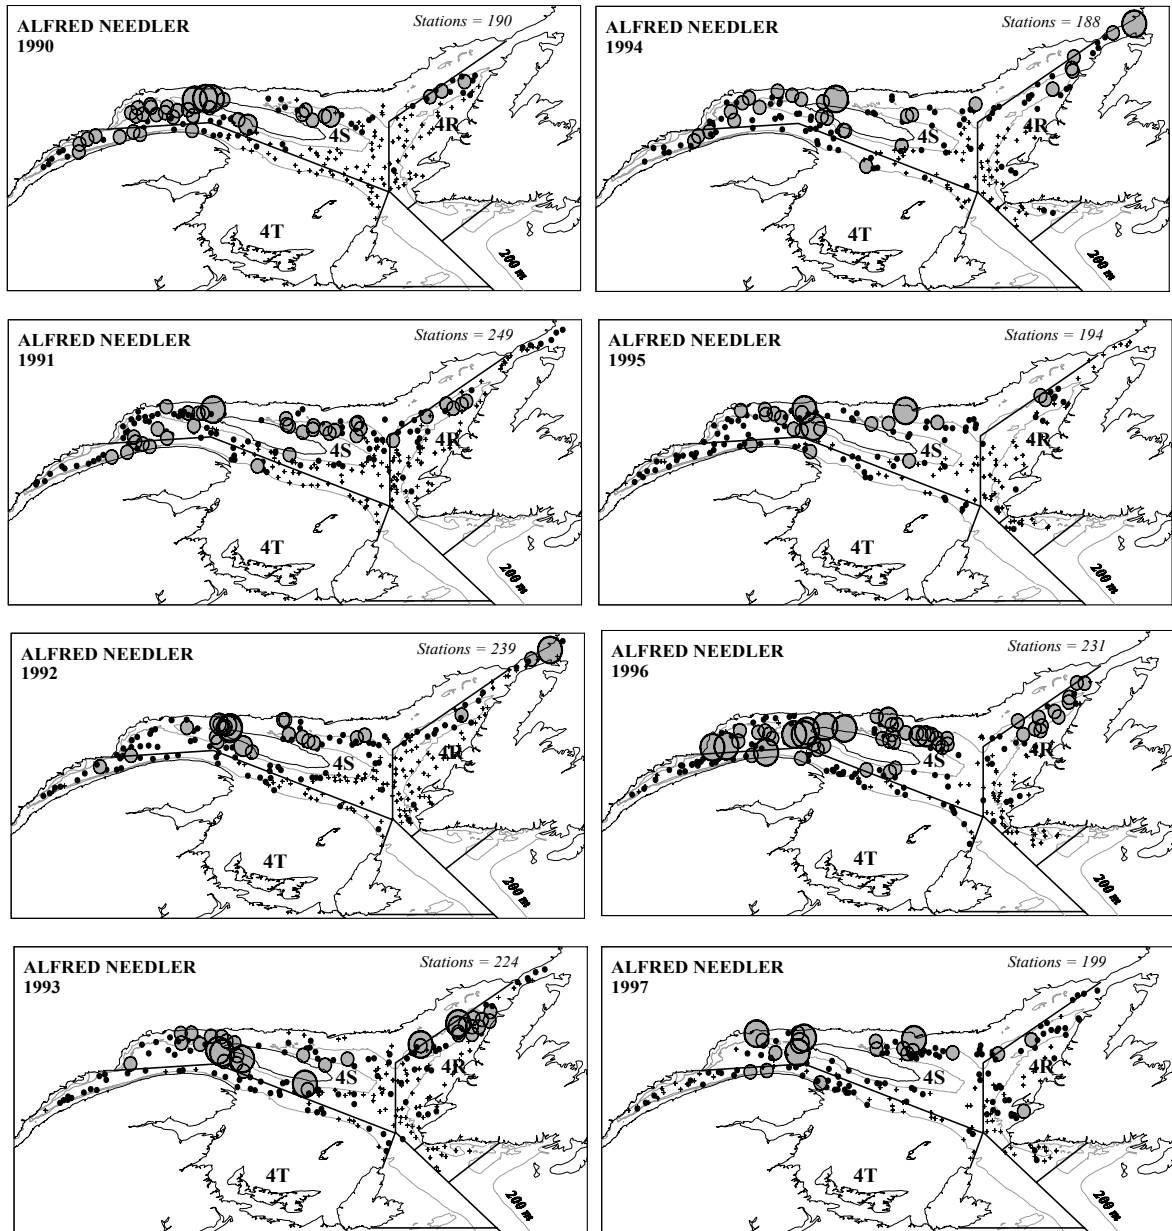 ALFRED NEEDLER
1990
Stations = 190
4S
4R
4T
200 m
ALFRED NEEDLER
1994
Stations = 188
4S
4R
4T
200 m
ALFRED NEEDLER
1991
Stations = 249
4S
4R
4T
200 m
ALFRED NEEDLER
1995
Stations = 194
4S
4R
4T
200 m
ALFRED NEEDLER
1992
Stations = 239
4S
4R
4T
200 m
ALFRED NEEDLER
1996
Stations = 231
4S
4R
4T
200 m
ALFRED NEEDLER
1993
Stations = 224
4S
4R
4T
200 m
ALFRED NEEDLER
1997
Stations = 199
4S
4R
4T
200 m